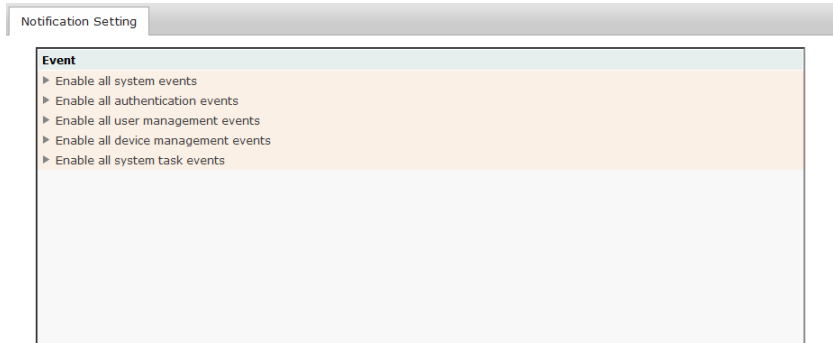 Notification Setting
Event
Enable all system events
Enable all authentication events
Enable all user management events
Enable all device management events
Enable all system task events